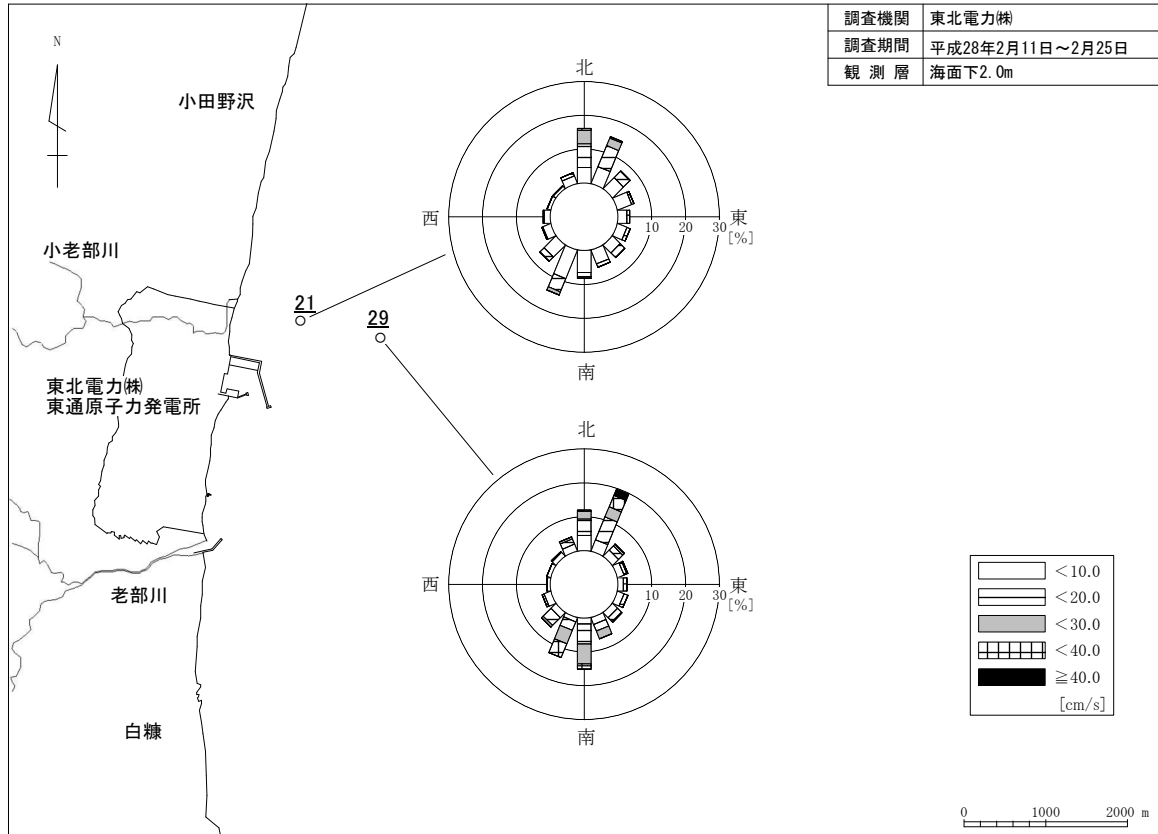 調査機関 東北電力㈱
調査期間 平成28年2月11日～2月25日
観測層 海面下2.0m
N
小田野沢
小老部川
21
29
東北電力㈱
東通原子力発電所
老部川
白糠
北
西
東
10 20 30
[%]
南
北
西
東
10 20 30
[%]
南
＜10.0
＜20.0
＜30.0
＜40.0
≧40.0
[cm/s]
0 1000 2000 m